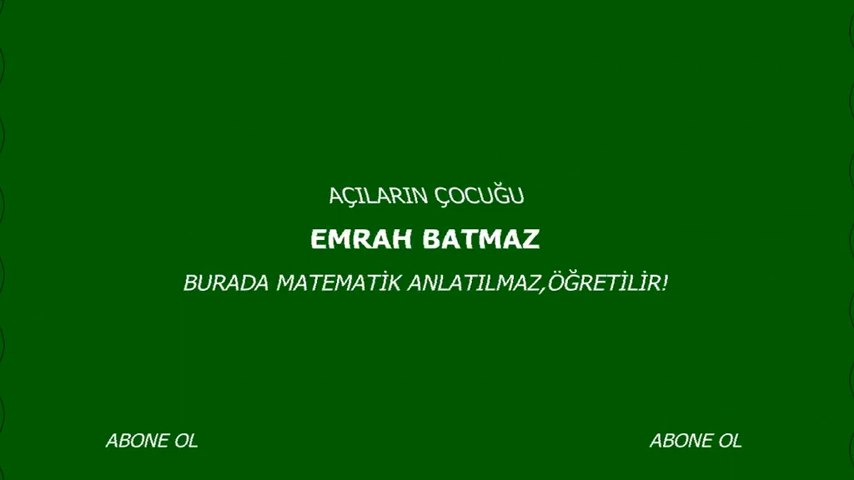 AÇILARIN ÇOCUĞU
EMRAH BATMAZ
BURADA MATEMATİK ANLATILMAZ,ÖĞRETİLİR!
ABONE OL
ABONE OL